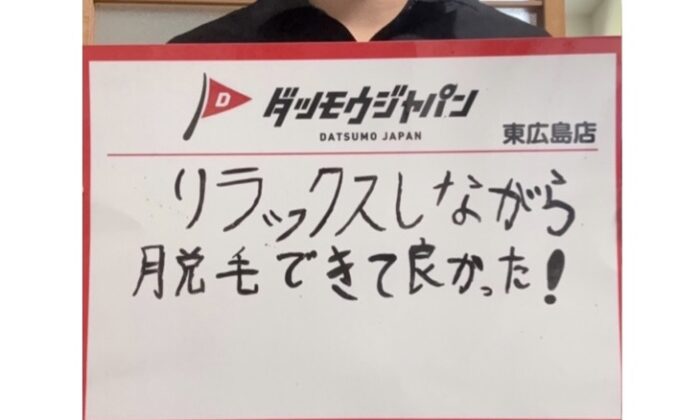 D
ダツモウジャパン
DATSUMO JAPAN
東広島店
リラックスしながら
脱毛できて良かった!